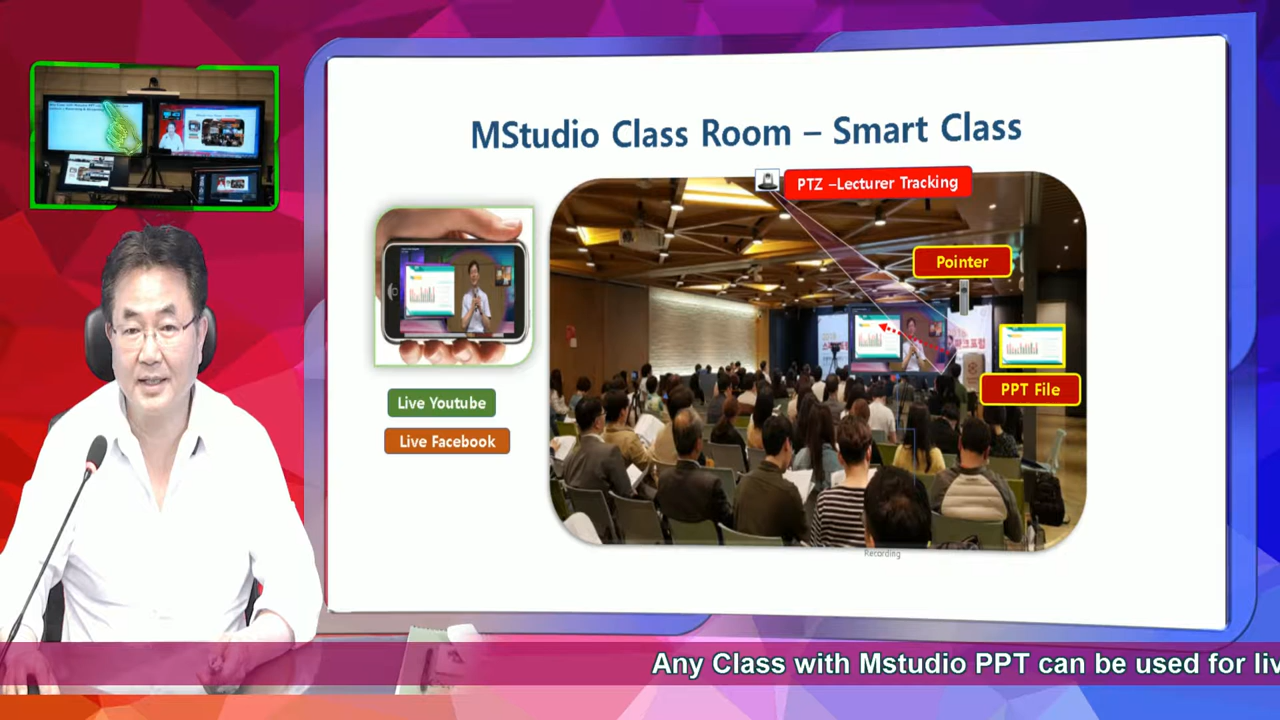 MStudio Class Room – Smart Class
PTZ –Lecturer Tracking
Pointer
PPT File
Live Youtube
Live Facebook
Recording
Any Class with Mstudio PPT can be used for liv